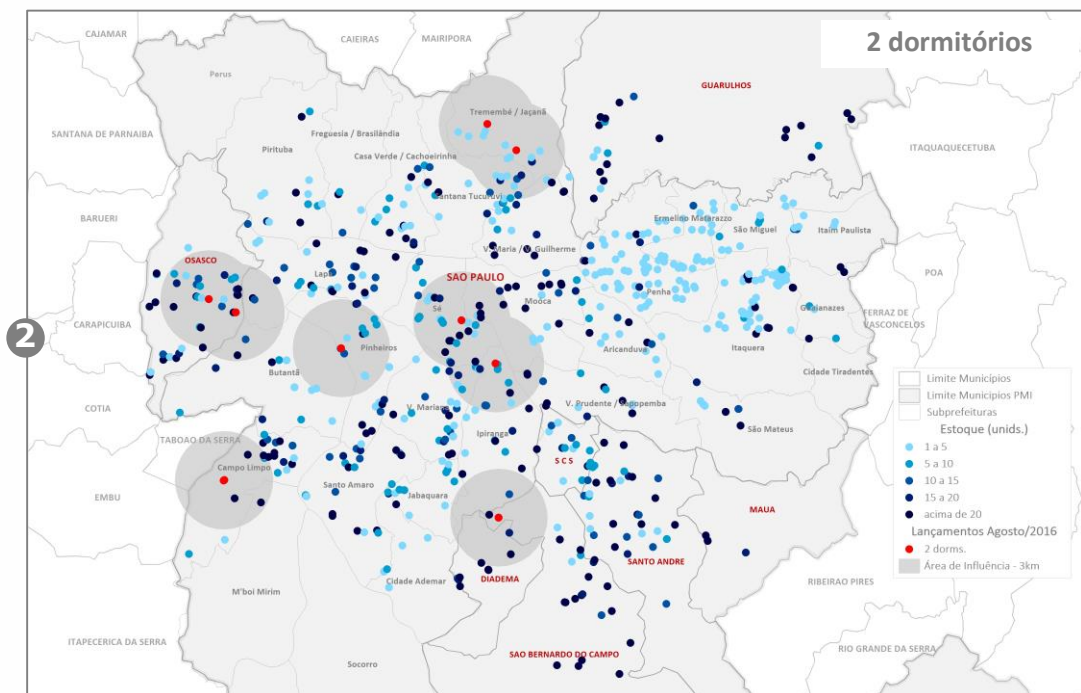 2 dormitórios
CAJAMAR
CAIEIRAS
MAIRIPORA
Perus
GUARULHOS
Tremembé / Jaçanã
SANTANA DE PARNAIBA
Freguesia / Brasilândia
Pirituba
Casa Verde / Cachoeirinha
ITAQUAQUECETUBA
Santana Tucuruvi
BARUERI
Ermelino Matarazzo
São Miguel
Itaim Paulista
V. Maria / V. Guilherme
OSASCO
Lapa
SAO PAULO
POA
Penha
Mooca
Sé
Guaianazes
FERRAZ DE
VASCONCELOS
CARAPICUIBA
2
Pinheiros
Aricanduva
Itaquera
Butantã
Cidade Tiradentes
COTIA
V. Mariana
V. Prudente / Sapopemba
São Mateus
TABOAO DA SERRA
Ipiranga
S C S
Campo Limpo
EMBU
Santo Amaro
Jabaquara
MAUA
SANTO ANDRE
Cidade Ademar
DIADEMA
RIBEIRAO PIRES
M'boi Mirim
ITAPECERICA DA SERRA
SAO BERNARDO DO CAMPO
RIO GRANDE DA SERRA
Socorro
Limite Municípios
Limite Municipios PMI
Subprefeituras
Estoque (unids.)
1 a 5
5 a 10
10 a 15
15 a 20
acima de 20
Lançamentos Agosto/2016
2 dorms.
Área de Influência - 3km